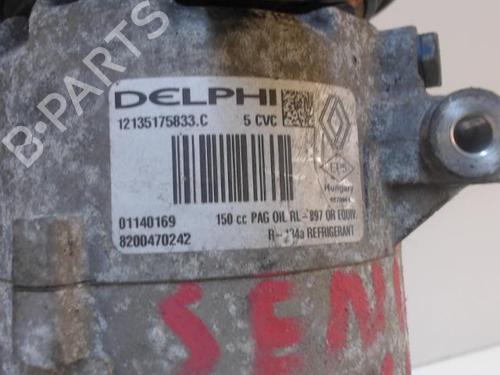 B-PARTS
DELPHI
12135175833.C 5 CVC
EPS
Hungary
01140169 150 cc PAG OIL RL-897 OR EQUIV.
8200470242 R-134a REFRIGERANT
SEN